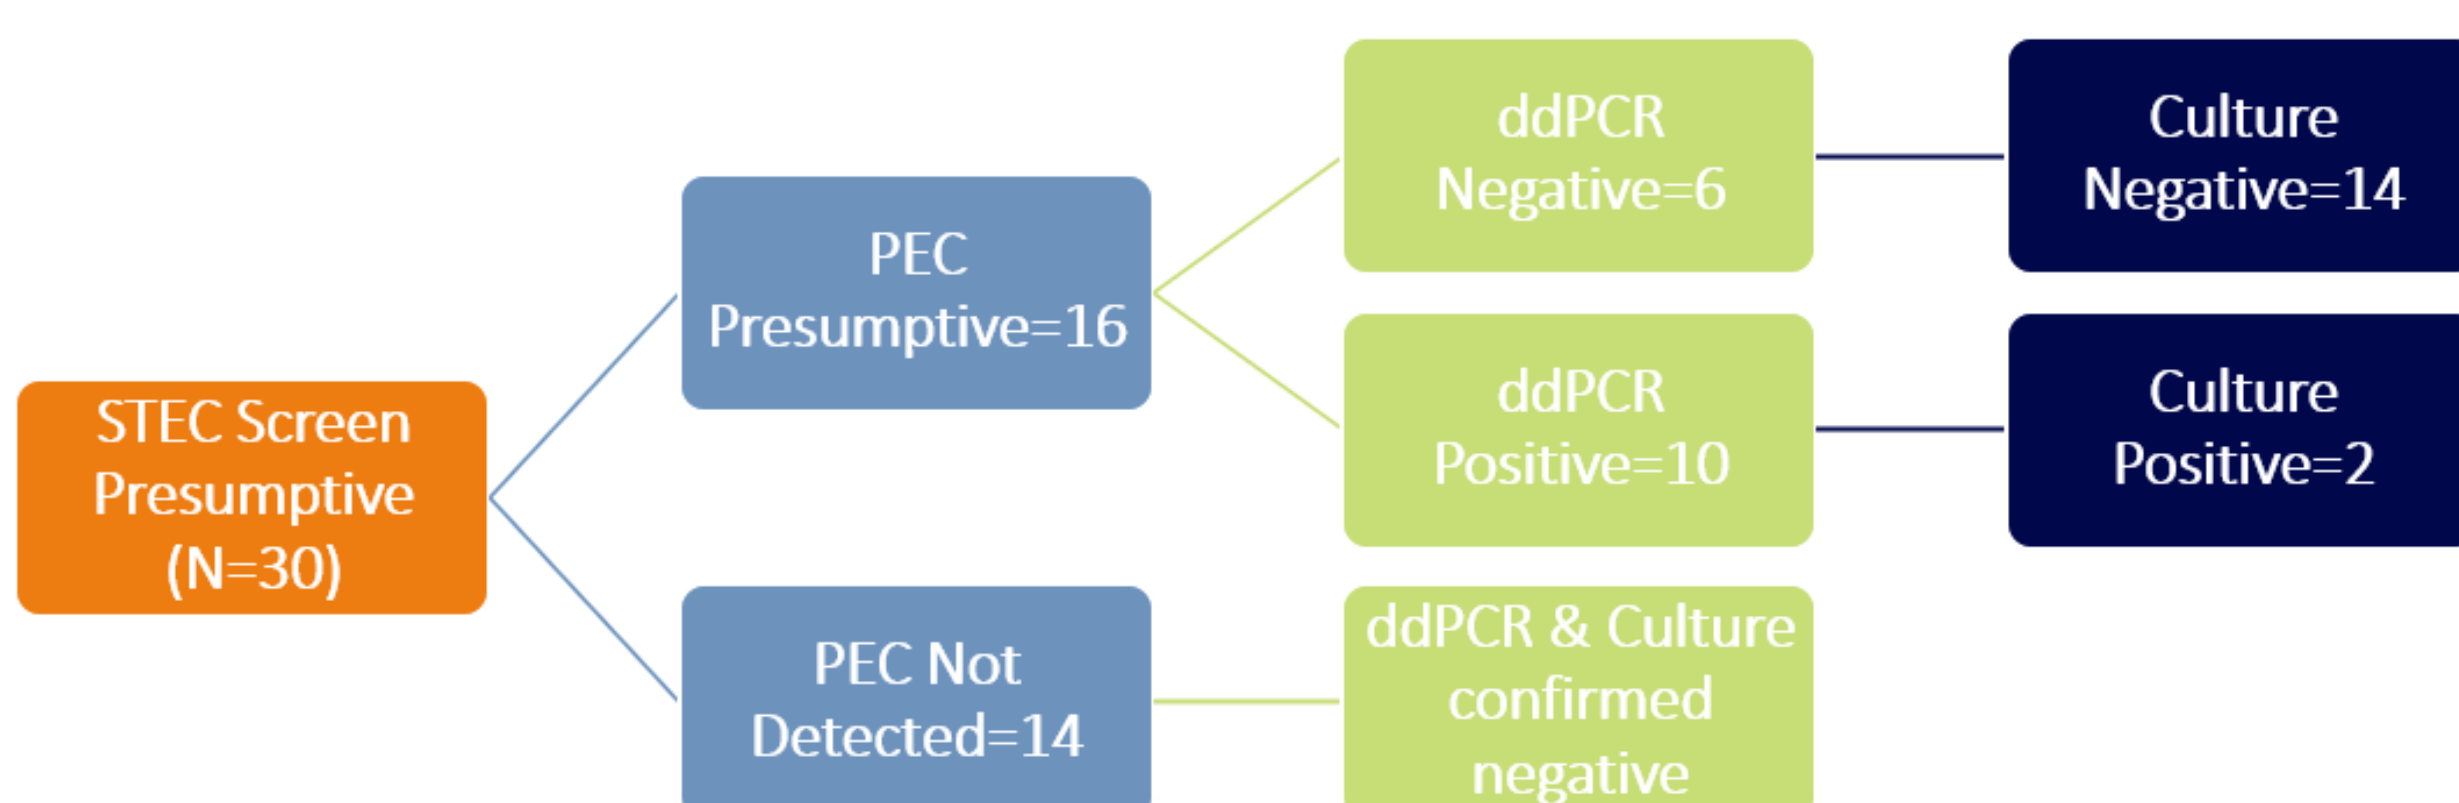 STEC Screen
Presumptive
(N=30)
PEC
Presumptive=16
PEC Not
Detected=14
ddPCR
Negative=6
ddPCR
Positive=10
ddPCR & Culture
confirmed
negative
Culture
Negative=14
Culture
Positive=2